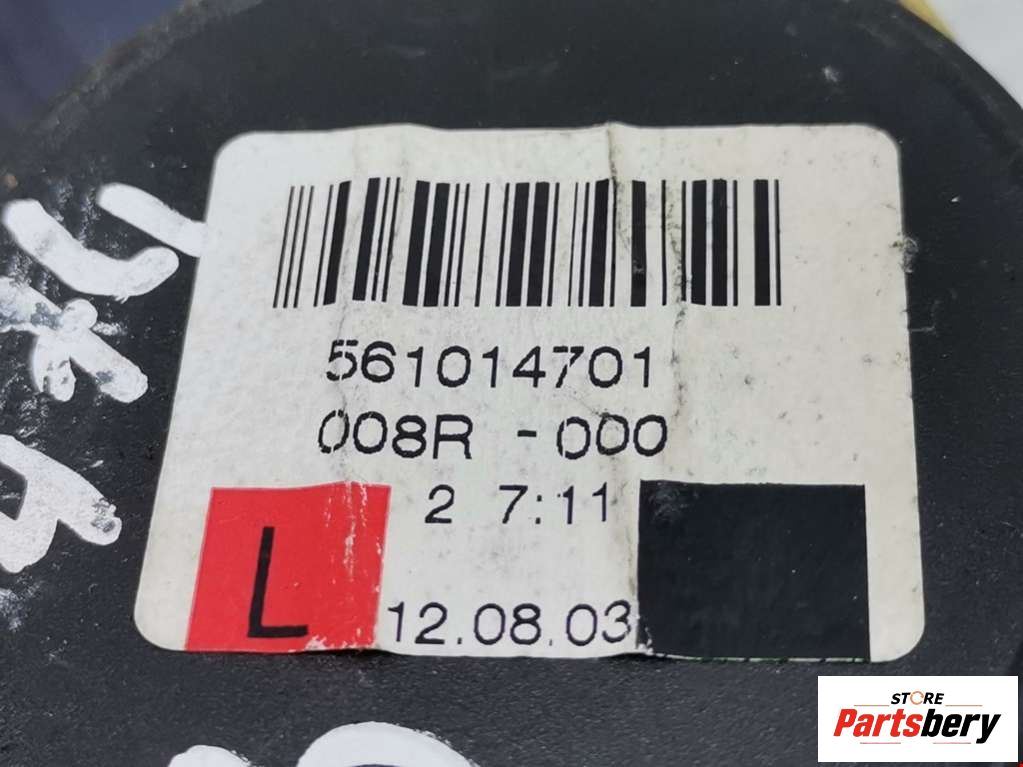 561014701
008R -000
2 7:11
L
12.08.03
STORE
Partsbery